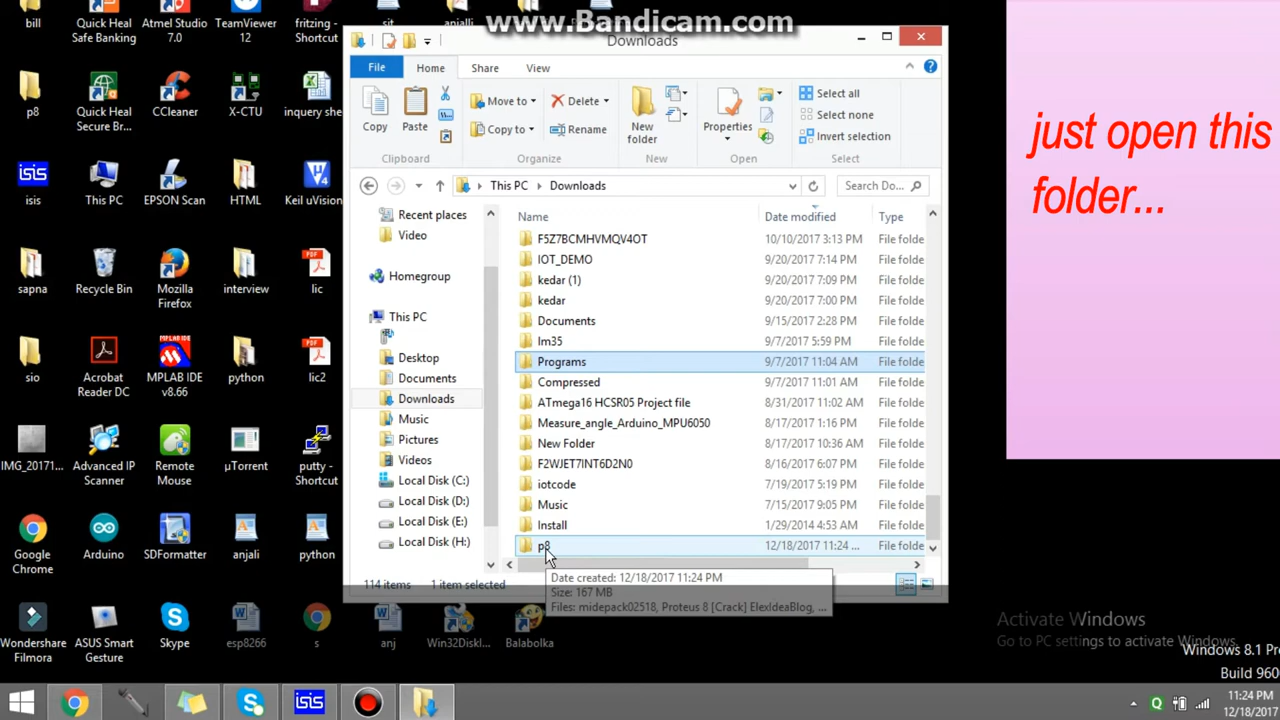 www.Bandicam.com
bill
Atmel Studio
7.0
TeamViewer
12
fritzing -
Shortcut
sit
anjalli
Quick Heal
Safe Banking
p8
Quick Heal
Secure Br...
CCleaner
X-CTU
inquery she
isis
isis
This PC
EPSON Scan
HTML
Keil uVision
sapna
Recycle Bin
Mozilla
Firefox
interview
lic
sio
Acrobat
Reader DC
MPLAB IDE
v8.66
python
lic2
IMG_20171...
Advanced IP
Scanner
Remote
Mouse
µTorrent
putty -
Shortcut
Google
Chrome
Arduino
SDFormatter
anjali
python
Wondershare
Filmora
ASUS Smart
Gesture
Skype
esp8266
s
anj
Win32Diskl...
Balabolka
Downloads
File
Home
Share
View
Copy
Paste
Move to
Copy to
Delete
Rename
New
folder
Properties
Select all
Select none
Invert selection
Clipboard
Organize
New
Open
Select
This PC
Downloads
Search Do...
Recent places
Video
Homegroup
This PC
Desktop
Documents
Downloads
Music
Pictures
Videos
Local Disk (C:)
Local Disk (D:)
Local Disk (E:)
Local Disk (H:)
Name Date modified Type
F5Z7BCMHVMQV4OT 10/10/2017 3:13 PM File folde
IOT_DEMO 9/20/2017 7:14 PM File folde
kedar (1) 9/20/2017 7:09 PM File folde
kedar 9/20/2017 7:00 PM File folde
Documents 9/15/2017 2:28 PM File folde
lm35 9/7/2017 5:59 PM File folde
Programs 9/7/2017 11:04 AM File folde
Compressed 9/7/2017 11:01 AM File folde
ATmega16 HCSR05 Project file 8/31/2017 11:02 AM File folde
Measure_angle_Arduino_MPU6050 8/17/2017 1:16 PM File folde
New Folder 8/17/2017 10:36 AM File folde
F2WJET7INT6D2N0 8/16/2017 6:07 PM File folde
iotcode 7/19/2017 5:19 PM File folde
Music 7/15/2017 9:05 PM File folde
Install 1/29/2014 4:53 AM File folde
p8 12/18/2017 11:24 ... File folde
114 items 1 item selected
Date created: 12/18/2017 11:24 PM
Size: 167 MB
Files: midepack02518, Proteus 8 [Crack] ElexIdeaBlog, ...
just open this
folder...
Activate Windows
Go to PC settings to activate Windows.
Windows 8.1 Pro
Build 960
isis
11:24 PM
12/18/2017